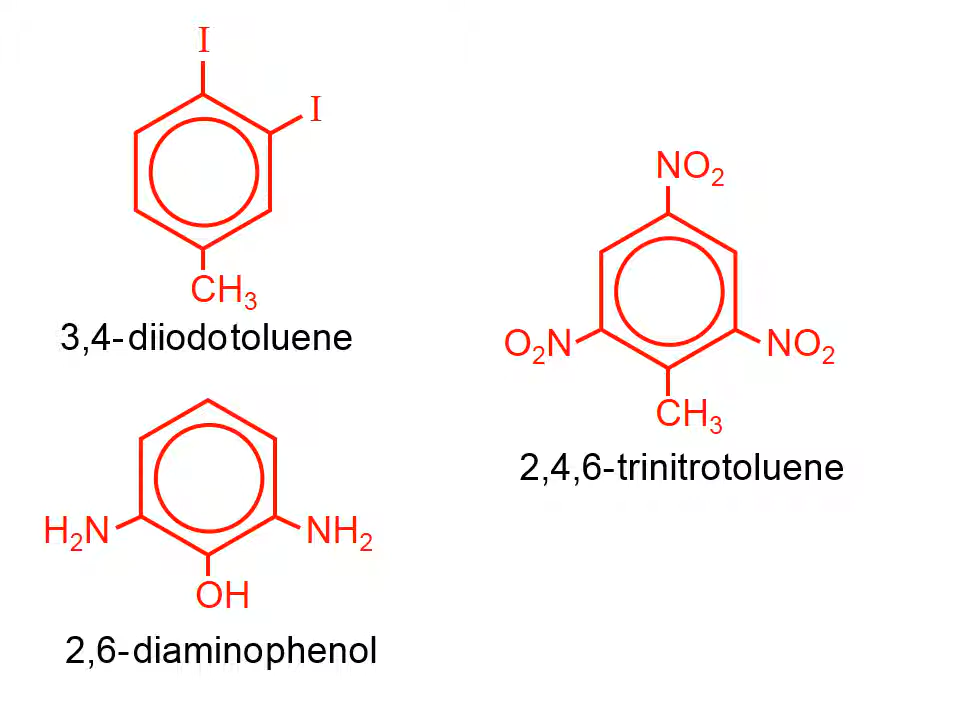 I
I
CH₃
3,4-diiodotoluene
NO₂
O₂N
NO₂
CH₃
2,4,6-trinitrotoluene
H₂N
NH₂
OH
2,6-diaminophenol